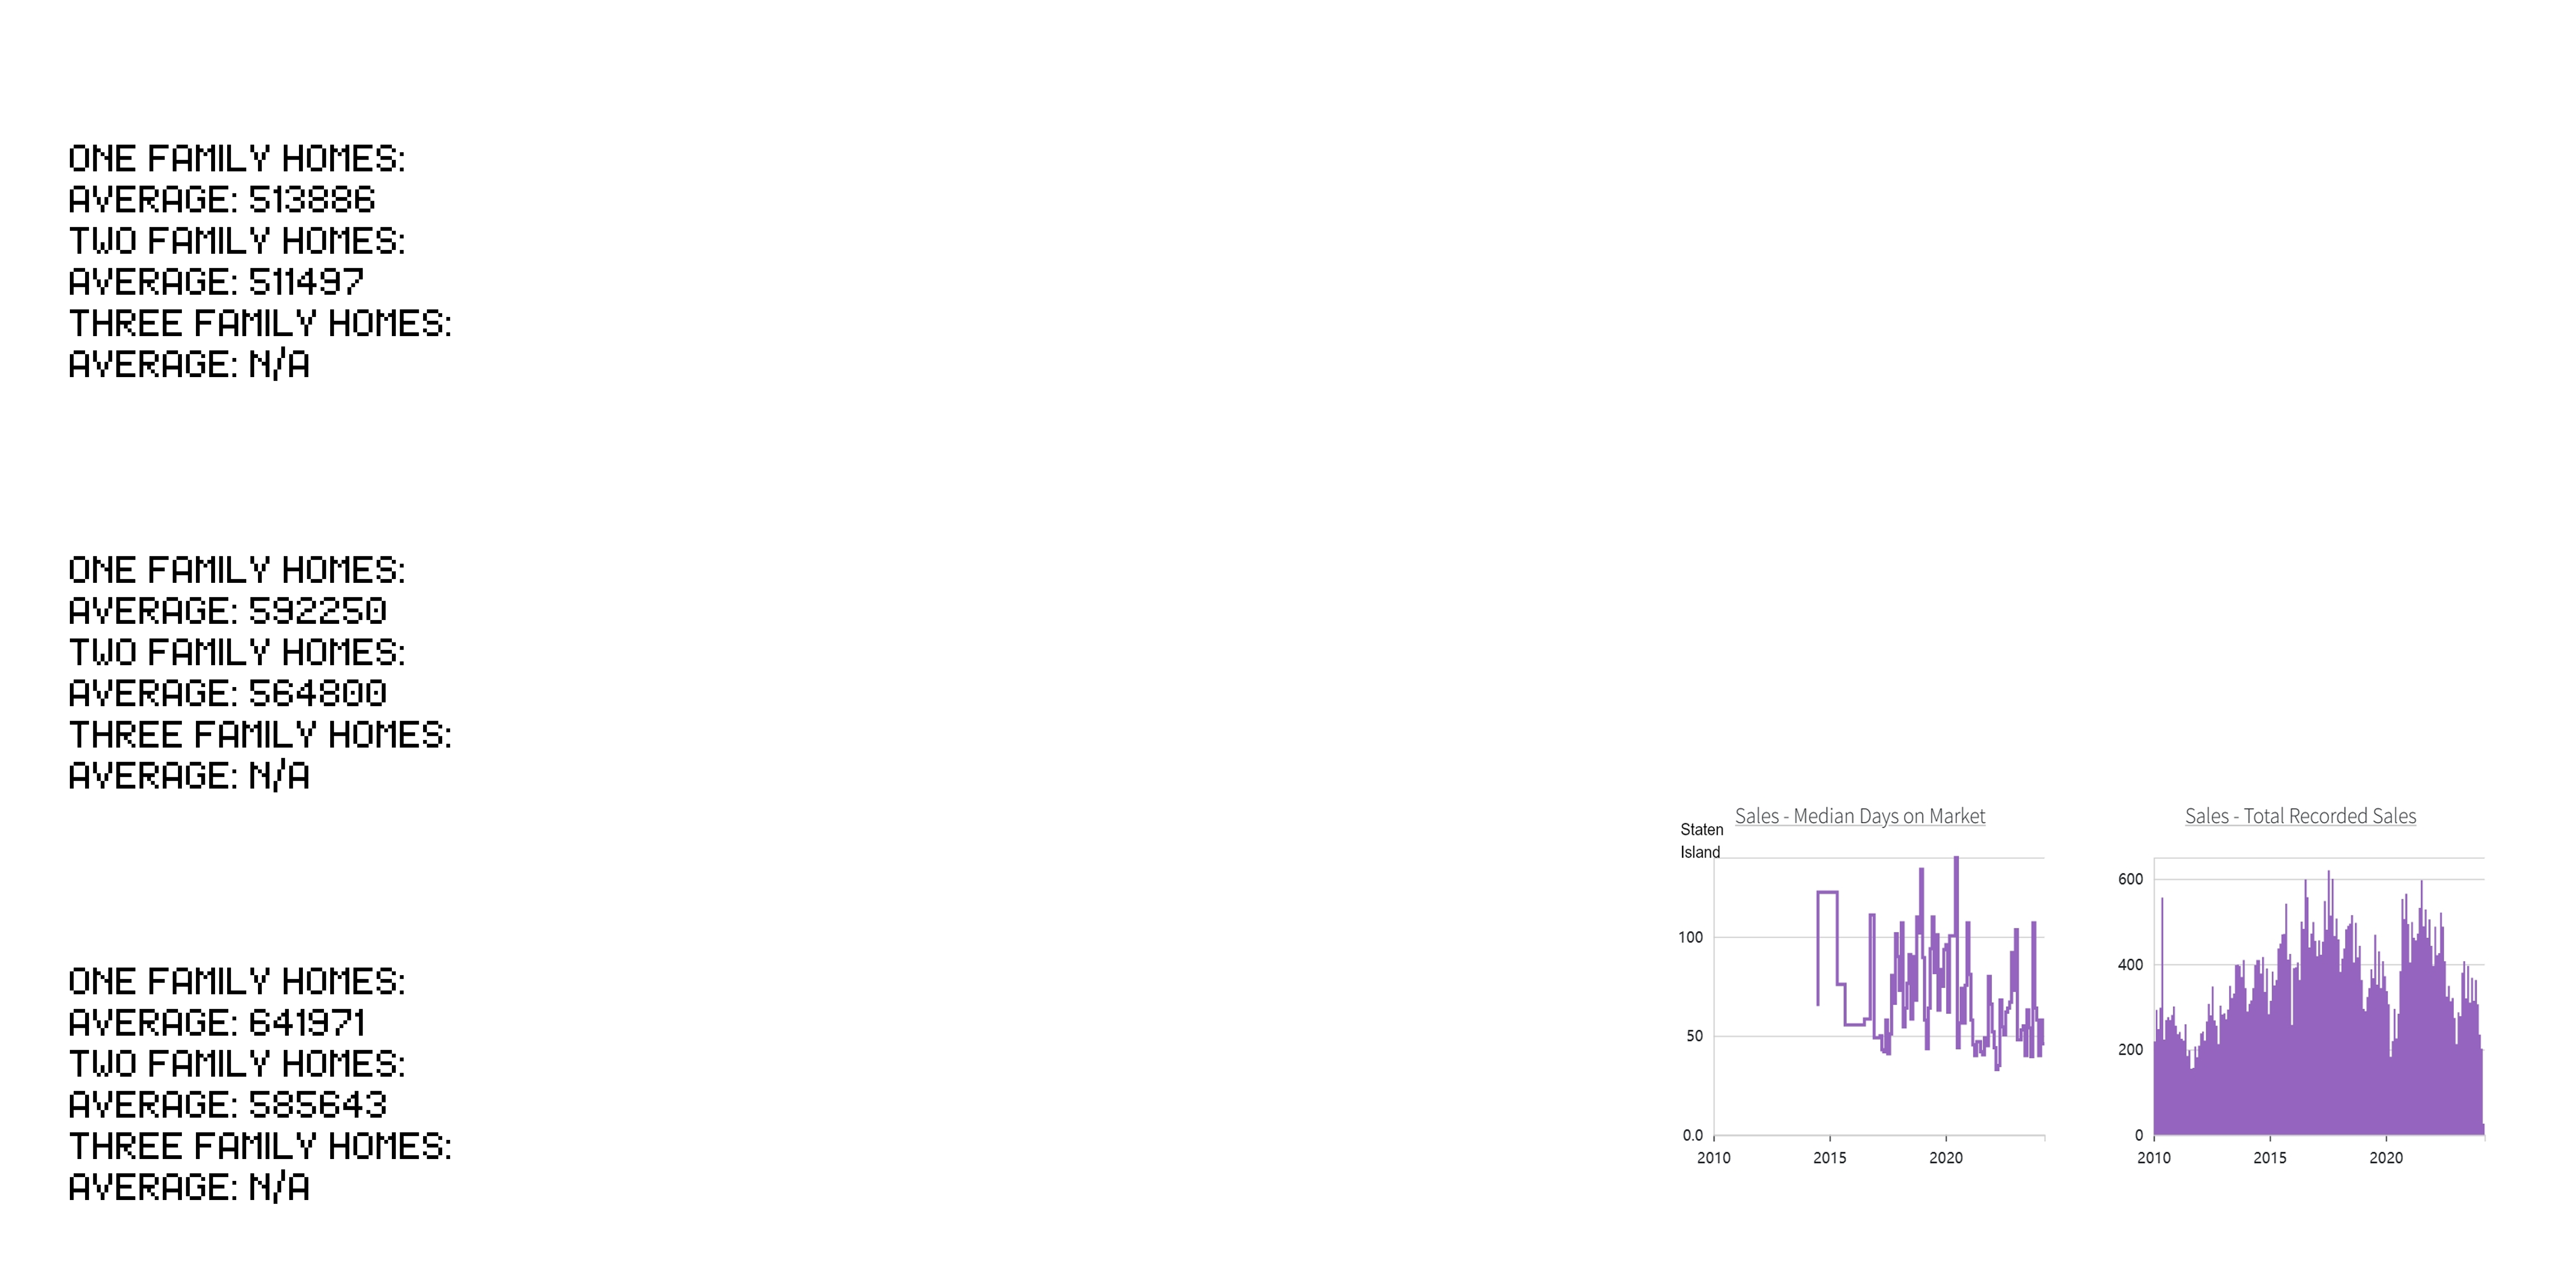 ONE FAMILY HOMES:
AVERAGE: 513886
TWO FAMILY HOMES:
AVERAGE: 511497
THREE FAMILY HOMES:
AVERAGE: N/A
ONE FAMILY HOMES:
AVERAGE: 592250
TWO FAMILY HOMES:
AVERAGE: 564800
THREE FAMILY HOMES:
AVERAGE: N/A
ONE FAMILY HOMES:
AVERAGE: 641971
TWO FAMILY HOMES:
AVERAGE: 585643
THREE FAMILY HOMES:
AVERAGE: N/A
Sales - Median Days on Market
Staten
Island
100
50
0.0
2010 2015 2020
Sales - Total Recorded Sales
600
400
200
0
2010 2015 2020